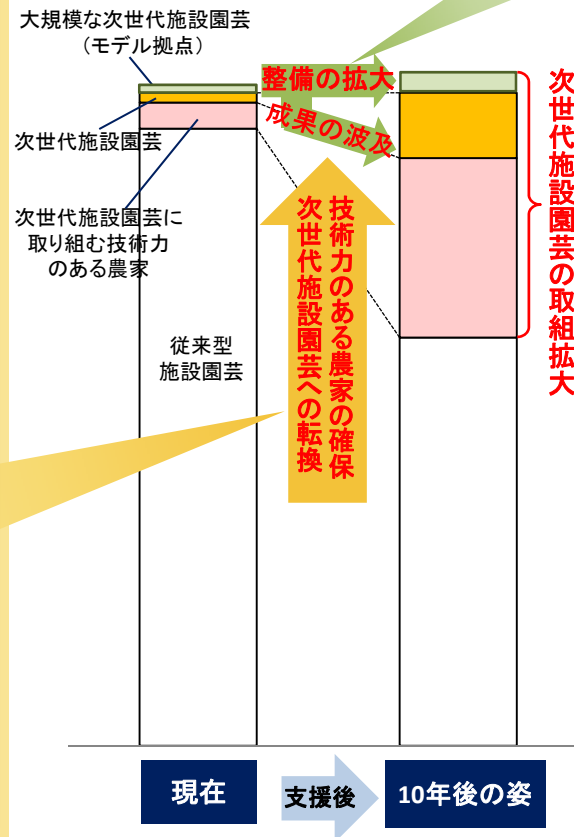 大規模な次世代施設園芸
（モデル拠点）
次世代施設園芸
次世代施設園芸に
取り組む技術力
のある農家
従来型
施設園芸
整備の拡大
成果の波及
技術力のある農家の確保
次世代施設園芸への転換
次世代施設園芸の取組拡大
現在
支援後
10年後の姿